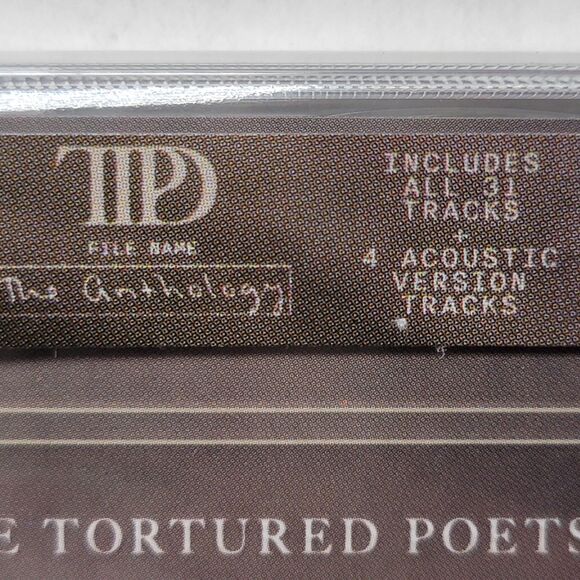 TTPD
FILE NAME
The Anthology
INCLUDES
ALL 31
TRACKS
+
4 ACOUSTIC
VERSION
TRACKS
E TORTURED POETS